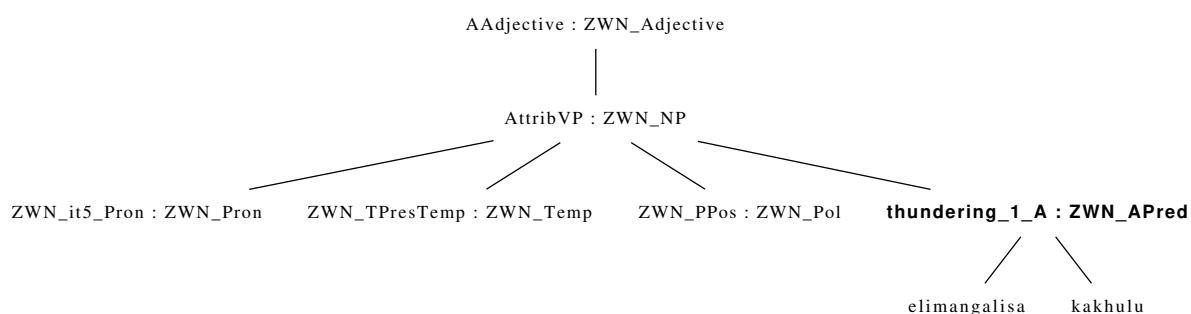 AAdjective : ZWN_Adjective
AttribVP : ZWN_NP
ZWN_it5_Pron : ZWN_Pron ZWN_TPresTemp : ZWN_Temp ZWN_PPos : ZWN_Pol thundering_1_A : ZWN_APred
elimangalisa kakhulu